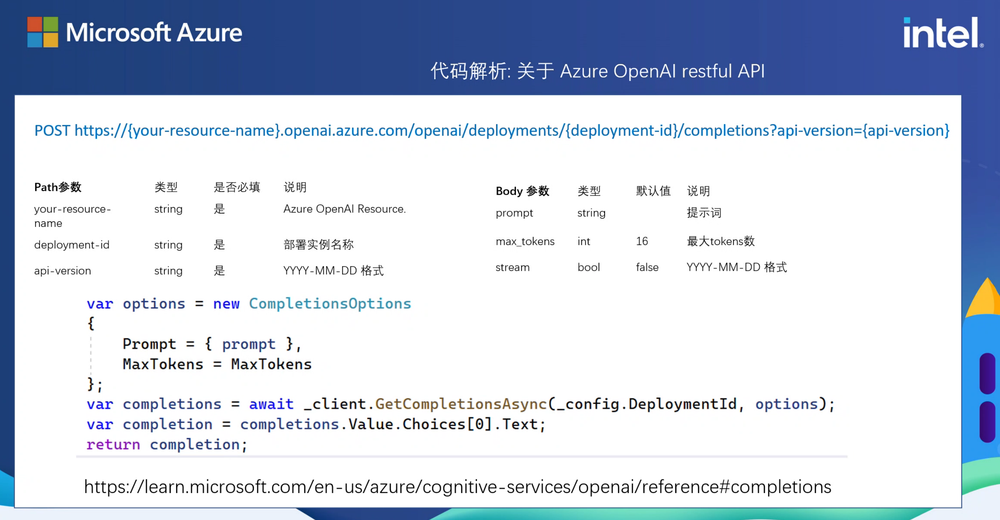 Microsoft Azure
intel®
代码解析: 关于 Azure OpenAI restful API
POST https://{your-resource-name}.openai.azure.com/openai/deployments/{deployment-id}/completions?api-version={api-version}
Path参数 类型 是否必填 说明
your-resource-
name string 是 Azure OpenAI Resource.
deployment-id string 是 部署实例名称
api-version string 是 YYYY-MM-DD 格式
Body 参数 类型 默认值 说明
prompt string 提示词
max_tokens int 16 最大tokens数
stream bool false YYYY-MM-DD 格式
var options = new CompletionsOptions
{
    Prompt = { prompt },
    MaxTokens = MaxTokens
};
var completions = await _client.GetCompletionsAsync(_config.DeploymentId, options);
var completion = completions.Value.Choices[0].Text;
return completion;
https://learn.microsoft.com/en-us/azure/cognitive-services/openai/reference#completions